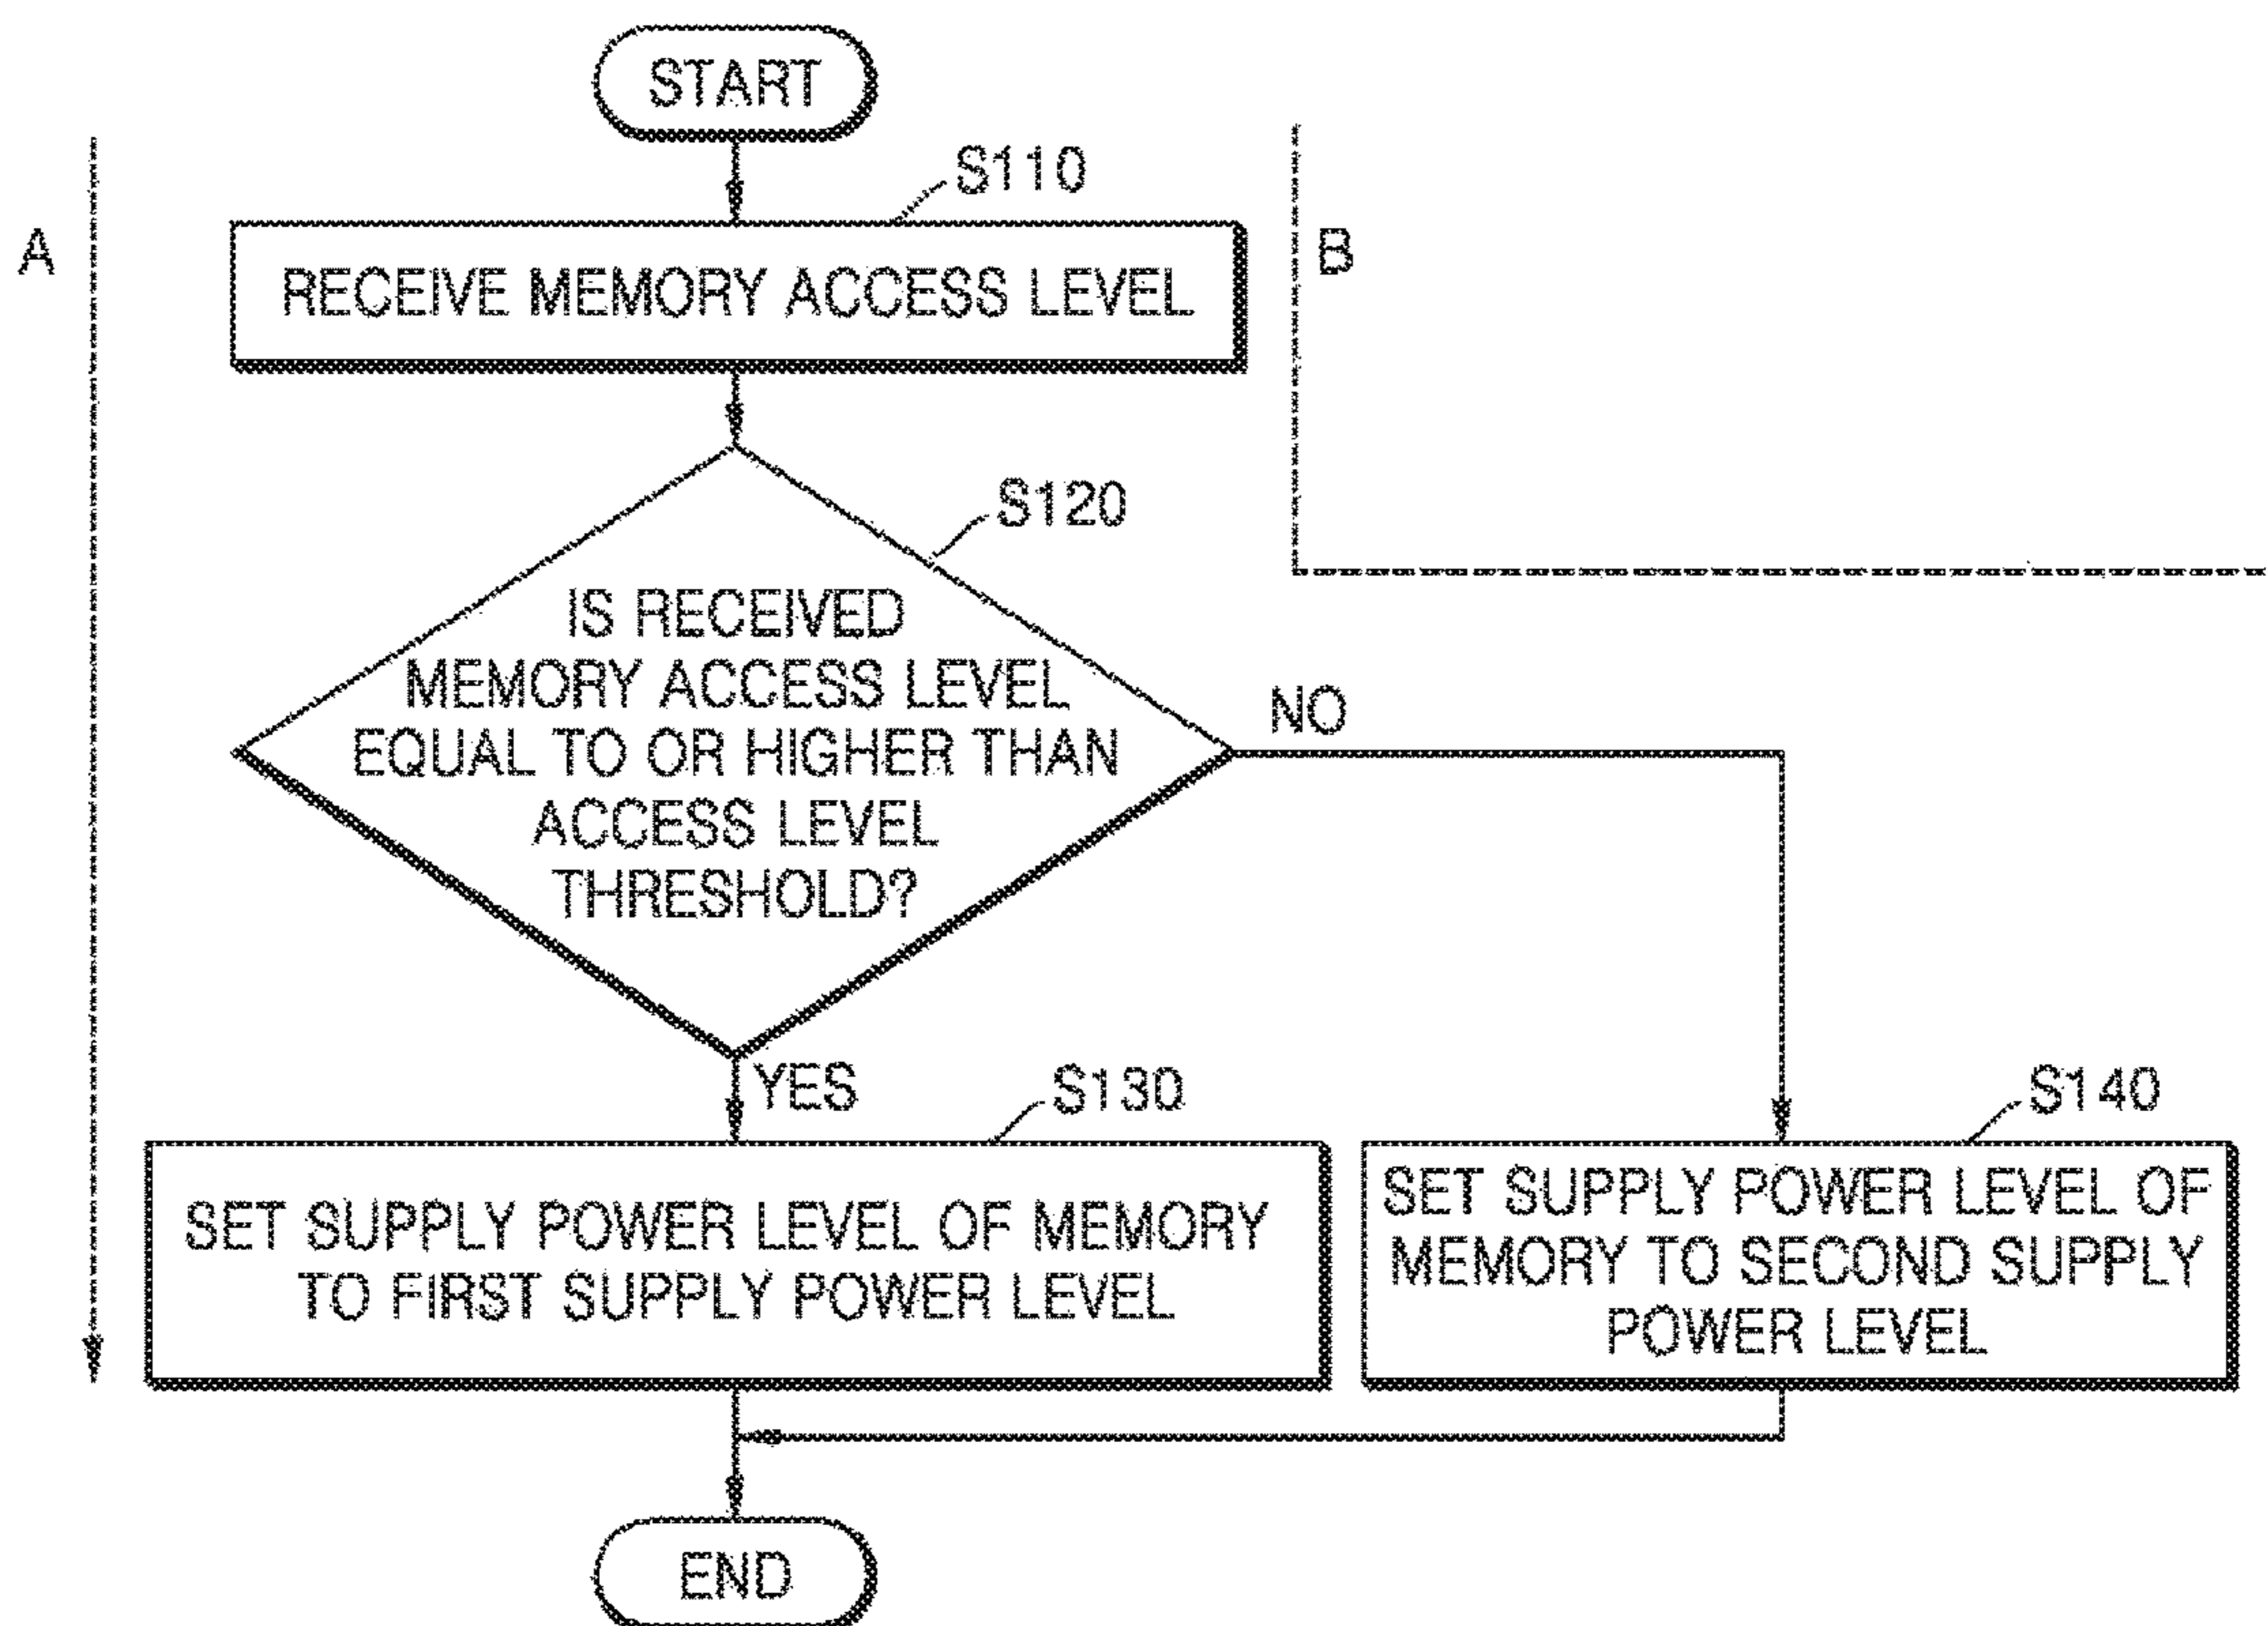 START
S110
A
B
RECEIVE MEMORY ACCESS LEVEL
S120
IS RECEIVED
MEMORY ACCESS LEVEL
EQUAL TO OR HIGHER THAN
ACCESS LEVEL
THRESHOLD?
NO
YES
S130
S140
SET SUPPLY POWER LEVEL OF MEMORY
TO FIRST SUPPLY POWER LEVEL
SET SUPPLY POWER LEVEL OF
MEMORY TO SECOND SUPPLY
POWER LEVEL
END